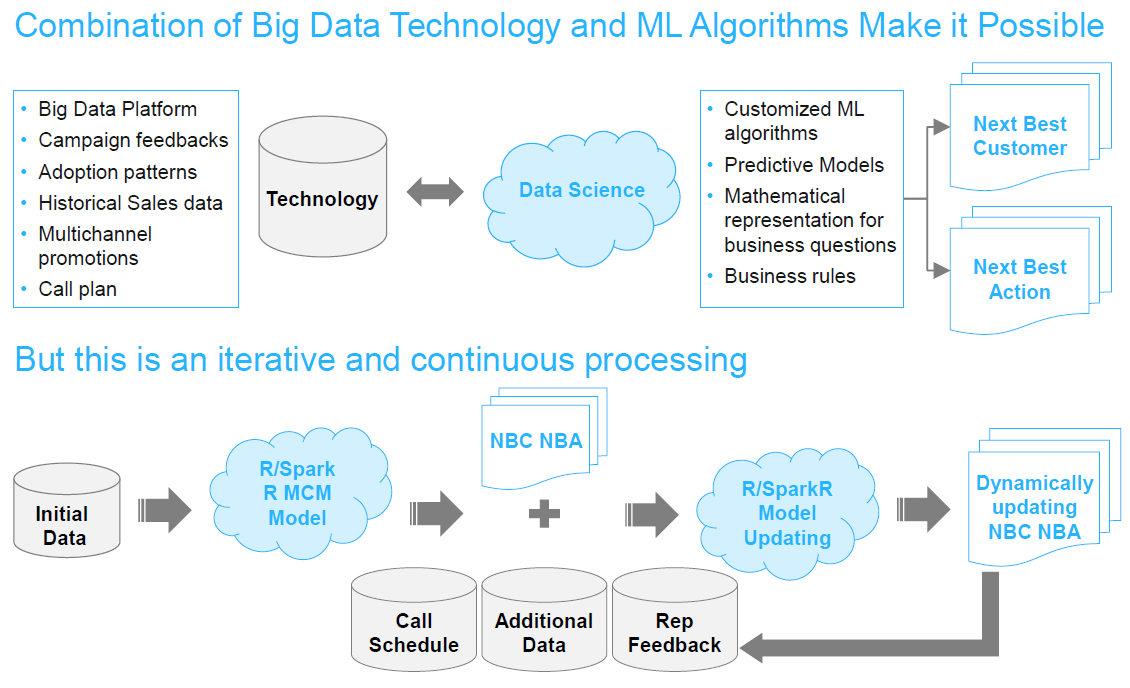 Combination of Big Data Technology and ML Algorithms Make it Possible
• Big Data Platform
• Campaign feedbacks
• Adoption patterns
• Historical Sales data
• Multichannel
promotions
• Call plan
Technology
Data Science
• Customized ML
algorithms
• Predictive Models
• Mathematical
representation for
business questions
• Business rules
Next Best
Customer
Next Best
Action
But this is an iterative and continuous processing
Initial
Data
R/Spark
R MCM
Model
NBC NBA
Call
Schedule
Additional
Data
Rep
Feedback
R/SparkR
Model
Updating
Dynamically
updating
NBC NBA